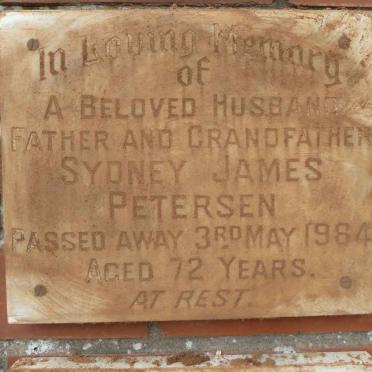 In Loving Memory
of
A BELOVED HUSBAND
FATHER AND GRANDFATHER
SYDNEY JAMES
PETERSEN
PASSED AWAY 3RD MAY 1984
AGED 72 YEARS.
AT REST.